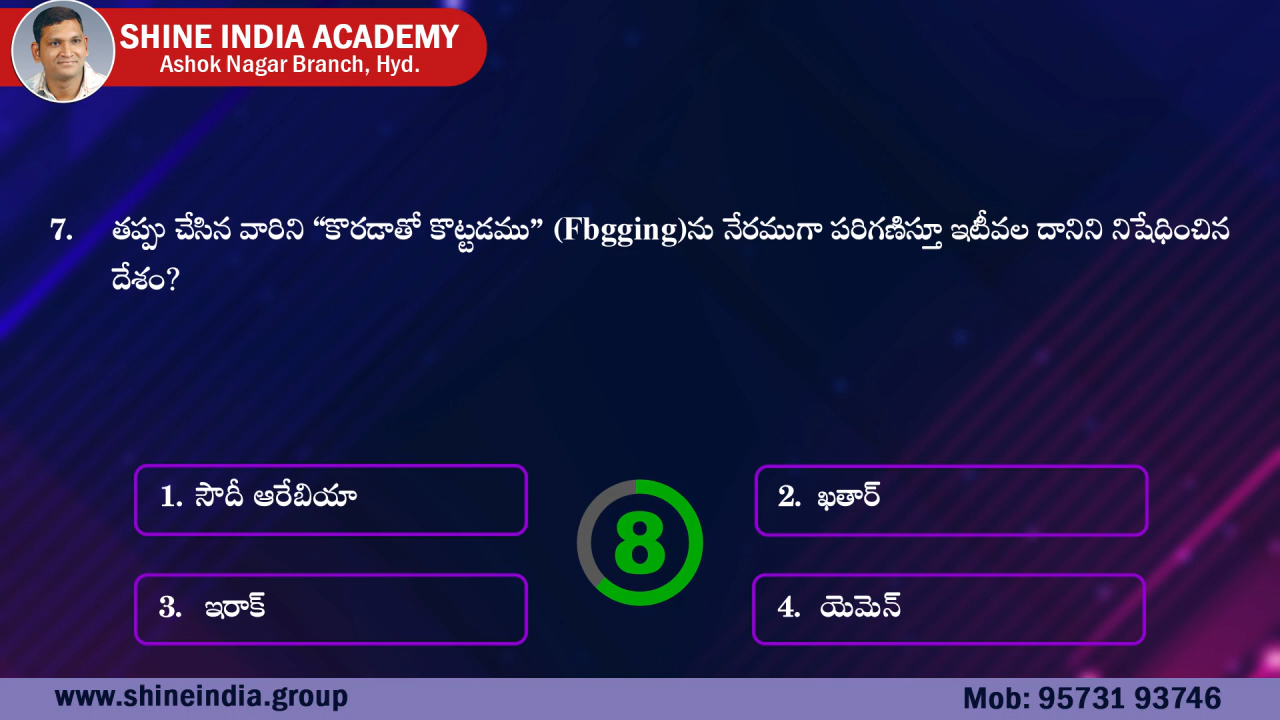 SHINE INDIA ACADEMY
Ashok Nagar Branch, Hyd.
7. తప్పు చేసిన వారిని “కొరడాతో కొట్టడము” (Fbgging)ను నేరముగా పరిగణిస్తూ ఇటీవల దానిని నిషేధించిన
దేశం?
1. సౌదీ ఆరేబియా
2. ఖతార్
8
3. ఇరాక్
4. యెమెన్
www.shineindia.group
Mob: 95731 93746